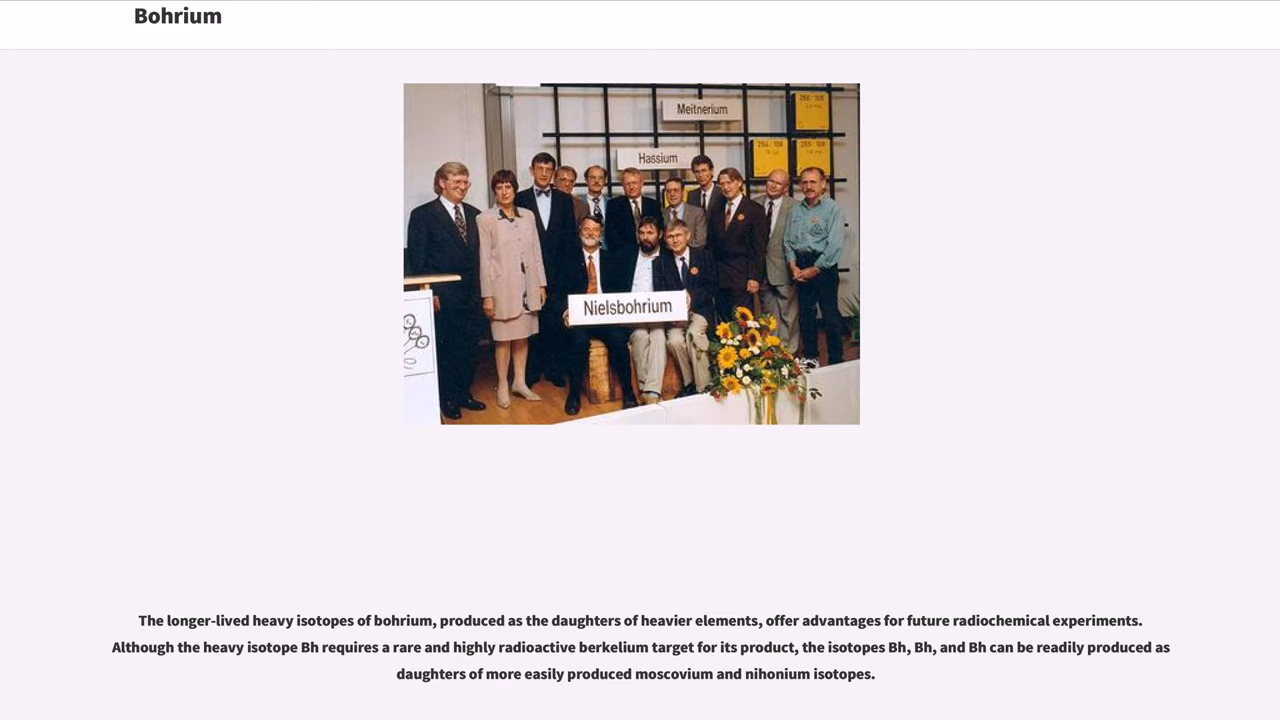 Bohrium
Meitnerium
Hassium
Nielsbohrium
The longer-lived heavy isotopes of bohrium, produced as the daughters of heavier elements, offer advantages for future radiochemical experiments.
Although the heavy isotope Bh requires a rare and highly radioactive berkelium target for its product, the isotopes Bh, Bh, and Bh can be readily produced as
daughters of more easily produced moscovium and nihonium isotopes.